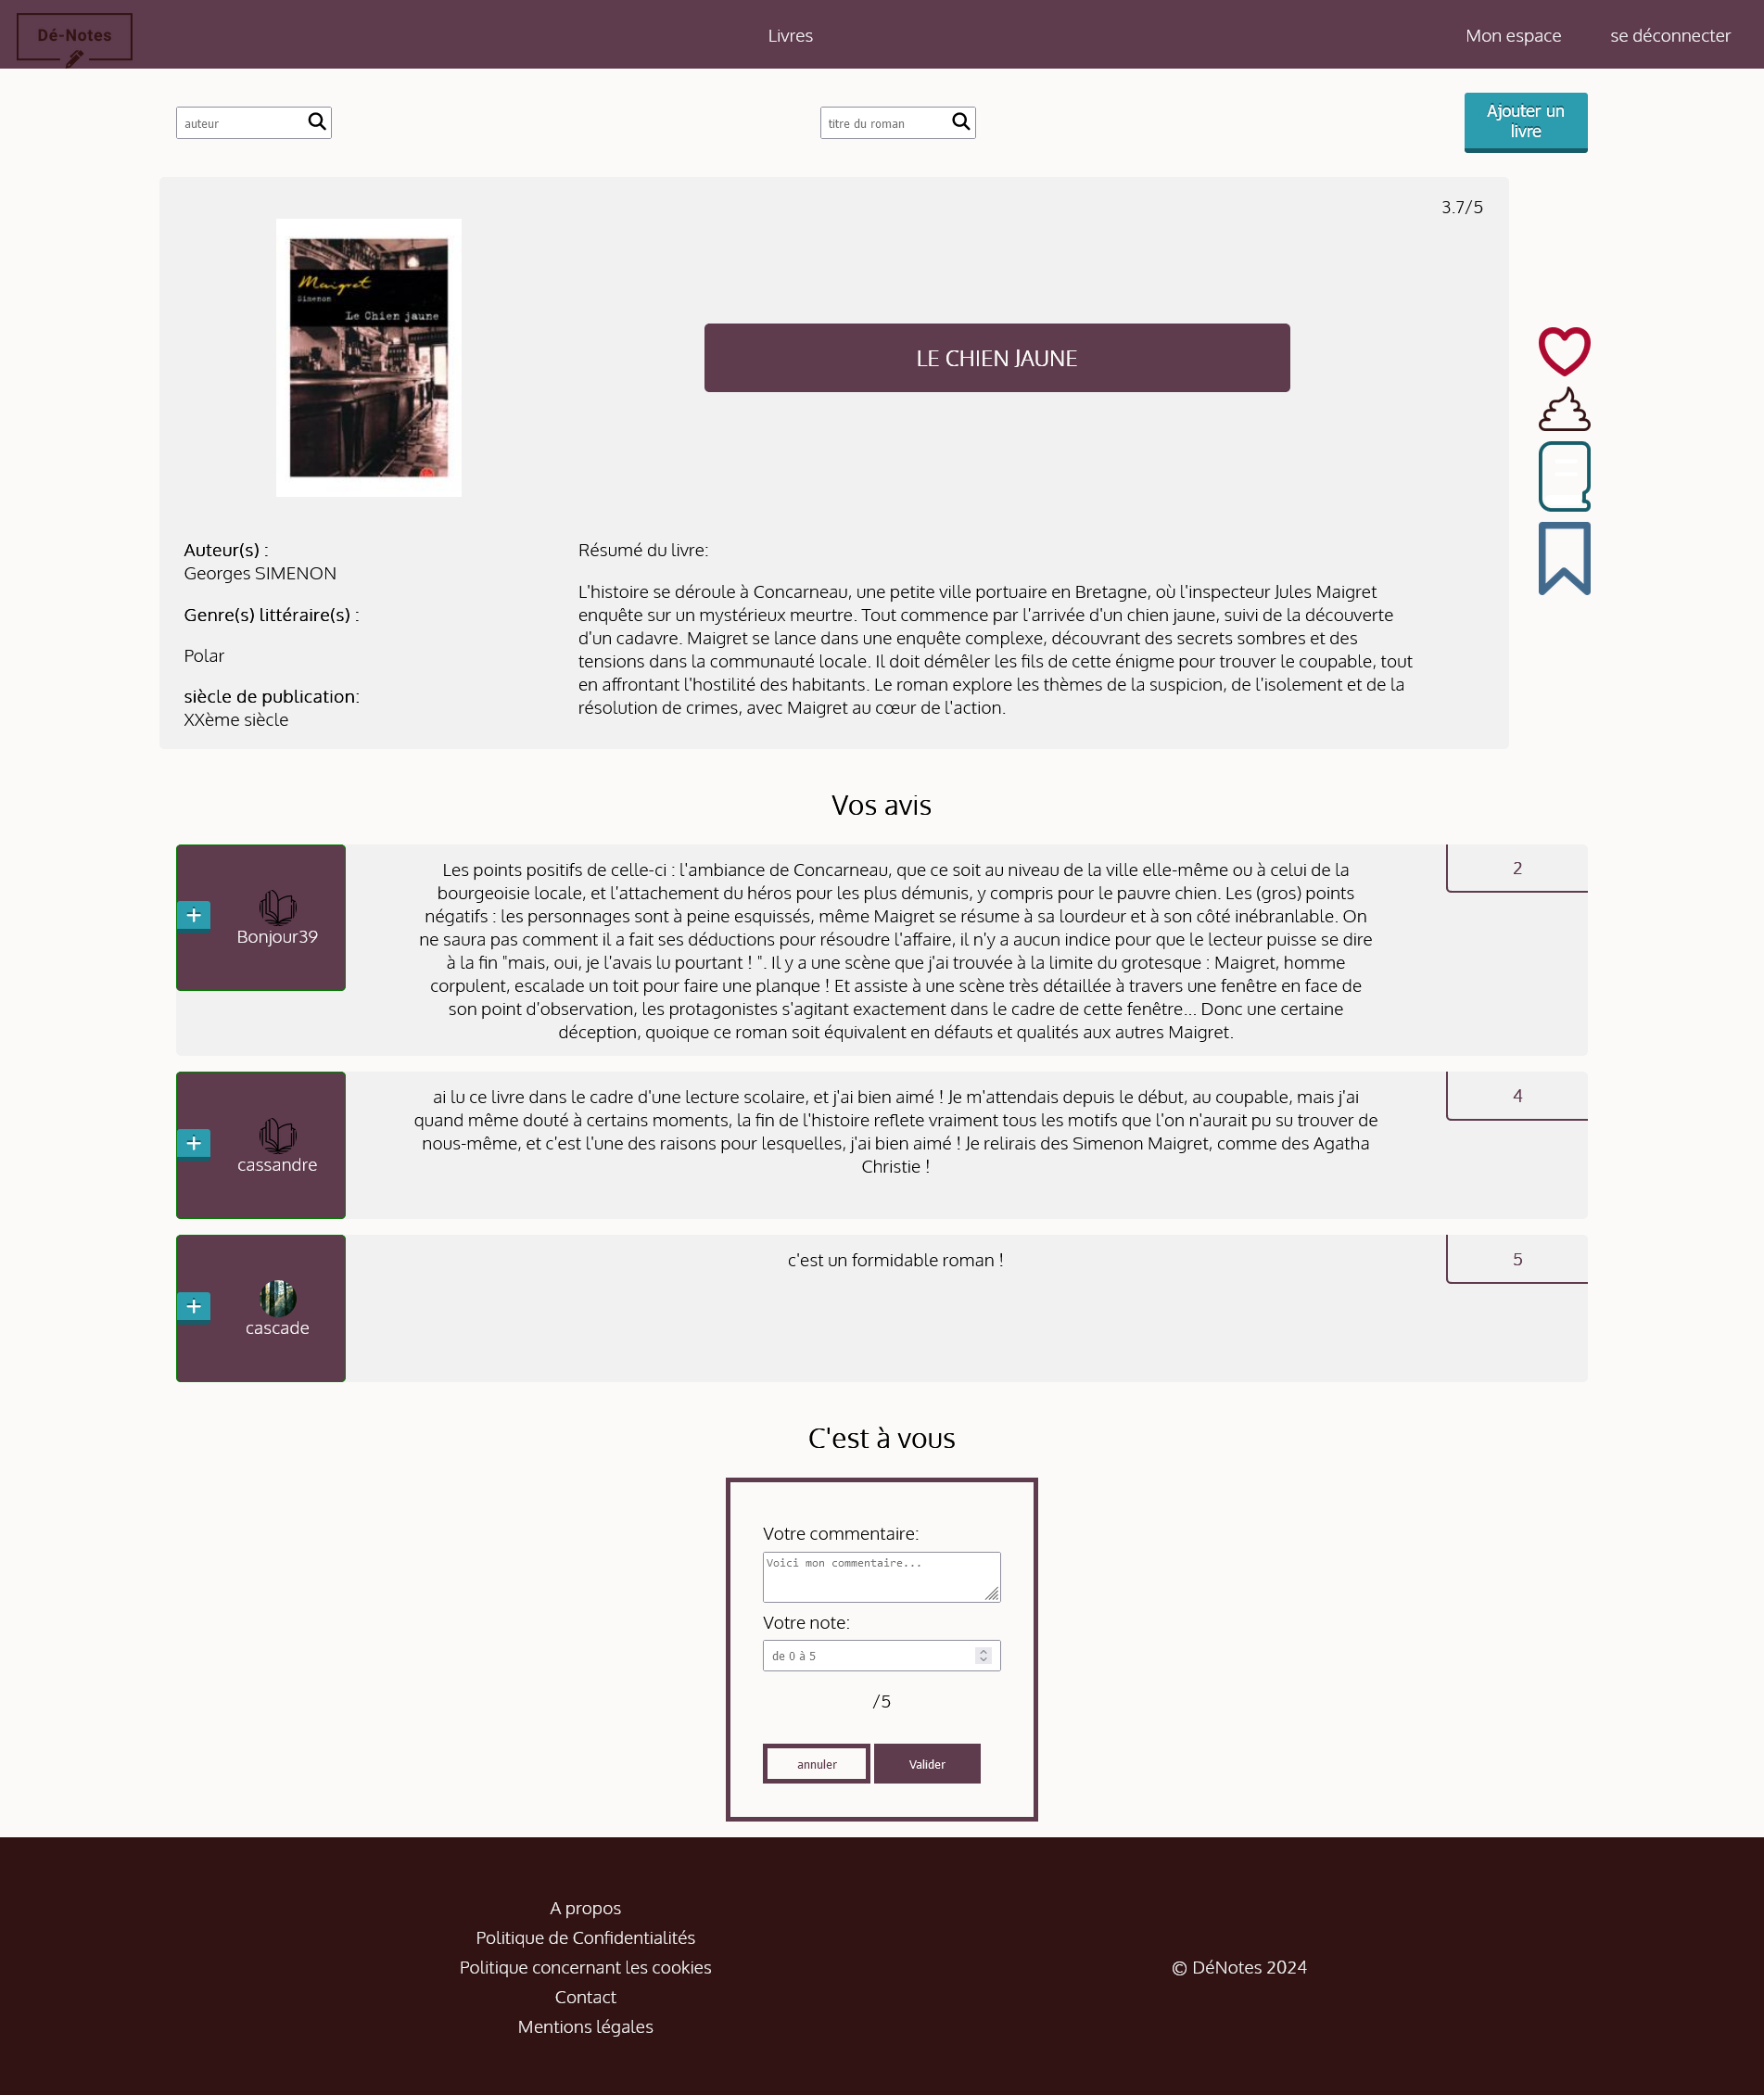 Dé-Notes
Livres
Mon espace
se déconnecter
auteur
titre du roman
Ajouter un
livre
3.7/5
Maigret
Simenon
Le Chien jaune
LE CHIEN JAUNE
Auteur(s) :
Georges SIMENON
Genre(s) littéraire(s) :
Polar
siècle de publication:
XXème siècle
Résumé du livre:
L'histoire se déroule à Concarneau, une petite ville portuaire en Bretagne, où l'inspecteur Jules Maigret
enquête sur un mystérieux meurtre. Tout commence par l'arrivée d'un chien jaune, suivi de la découverte
d'un cadavre. Maigret se lance dans une enquête complexe, découvrant des secrets sombres et des
tensions dans la communauté locale. Il doit démêler les fils de cette énigme pour trouver le coupable, tout
en affrontant l'hostilité des habitants. Le roman explore les thèmes de la suspicion, de l'isolement et de la
résolution de crimes, avec Maigret au cœur de l'action.
Vos avis
+
Bonjour39
Les points positifs de celle-ci : l'ambiance de Concarneau, que ce soit au niveau de la ville elle-même ou à celui de la
bourgeoisie locale, et l'attachement du héros pour les plus démunis, y compris pour le pauvre chien. Les (gros) points
négatifs : les personnages sont à peine esquissés, même Maigret se résume à sa lourdeur et à son côté inébranlable. On
ne saura pas comment il a fait ses déductions pour résoudre l'affaire, il n'y a aucun indice pour que le lecteur puisse se dire
à la fin "mais, oui, je l'avais lu pourtant ! ". Il y a une scène que j'ai trouvée à la limite du grotesque : Maigret, homme
corpulent, escalade un toit pour faire une planque ! Et assiste à une scène très détaillée à travers une fenêtre en face de
son point d'observation, les protagonistes s'agitant exactement dans le cadre de cette fenêtre... Donc une certaine
déception, quoique ce roman soit équivalent en défauts et qualités aux autres Maigret.
2
+
cassandre
ai lu ce livre dans le cadre d'une lecture scolaire, et j'ai bien aimé ! Je m'attendais depuis le début, au coupable, mais j'ai
quand même douté à certains moments, la fin de l'histoire reflete vraiment tous les motifs que l'on n'aurait pu su trouver de
nous-même, et c'est l'une des raisons pour lesquelles, j'ai bien aimé ! Je relirais des Simenon Maigret, comme des Agatha
Christie !
4
+
cascade
c'est un formidable roman !
5
C'est à vous
Votre commentaire:
Voici mon commentaire...
Votre note:
de 0 à 5
/5
annuler
Valider
A propos
Politique de Confidentialités
Politique concernant les cookies
Contact
Mentions légales
© DéNotes 2024